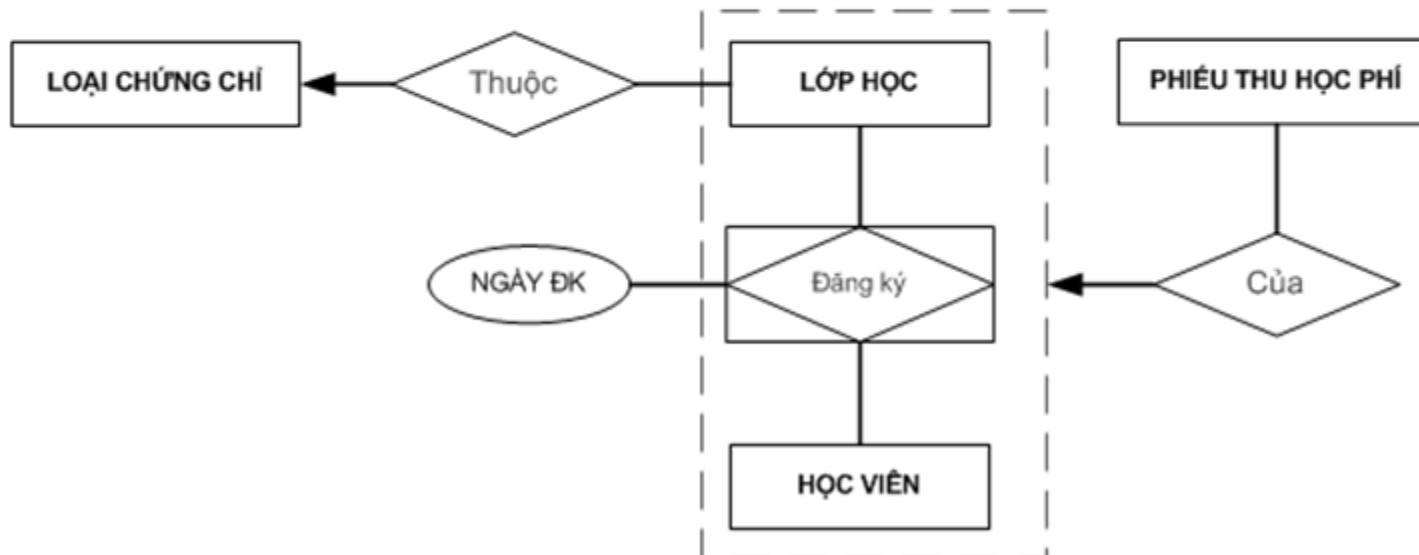 LOẠI CHỨNG CHỈ
Thuộc
LỚP HỌC
PHIẾU THU HỌC PHÍ
NGÀY ĐK
Đăng ký
Của
HỌC VIÊN